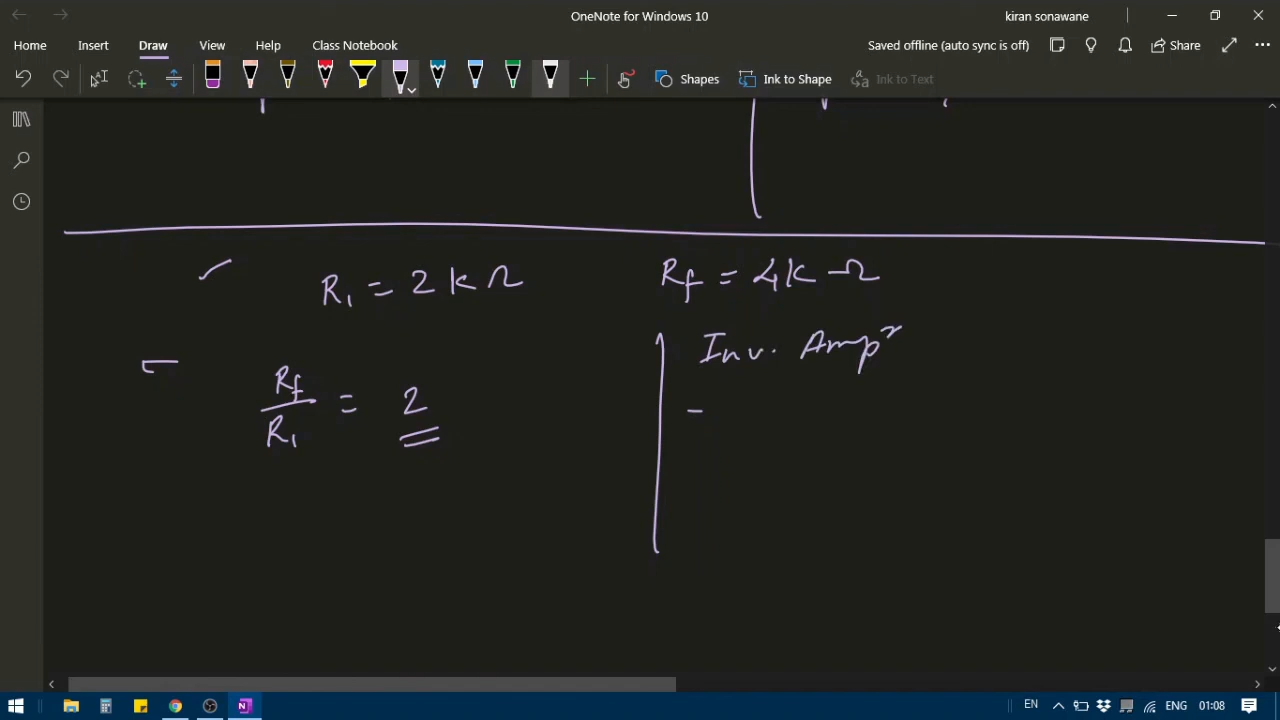 OneNote for Windows 10
kiran sonawane
Home Insert Draw View Help Class Notebook
Saved offline (auto sync is off)
Share
Shapes
Ink to Shape
Ink to Text
R₁ = 2 k Ω
Rf = 4k Ω
Inv. Ampʳ
Rf
R₁
= 2
-
EN
ENG
01:08